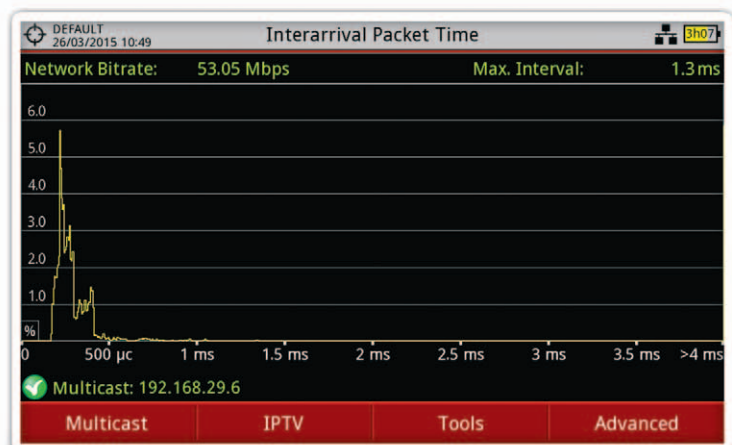 DEFAULT
26/03/2015 10:49
Interarrival Packet Time
3h07
Network Bitrate: 53.05 Mbps Max. Interval: 1.3 ms
6.0
5.0
4.0
3.0
2.0
1.0
%
0 500 µc 1 ms 1.5 ms 2 ms 2.5 ms 3 ms 3.5 ms >4 ms
Multicast: 192.168.29.6
Multicast IPTV Tools Advanced